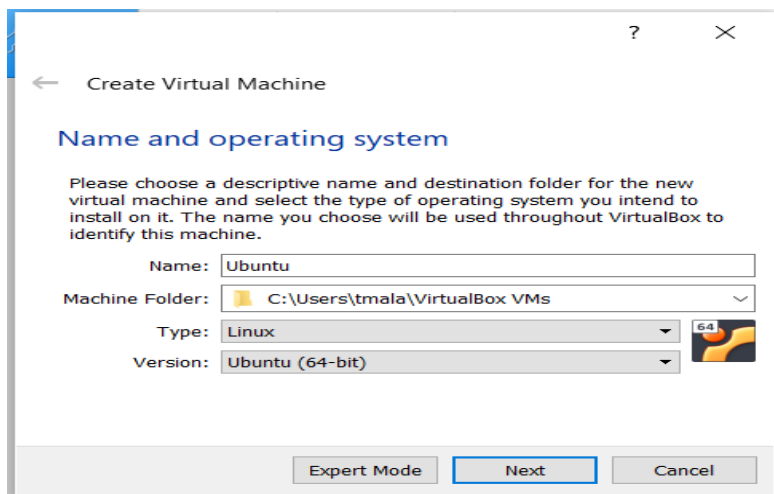 ?
Create Virtual Machine
Name and operating system
Please choose a descriptive name and destination folder for the new
virtual machine and select the type of operating system you intend to
install on it. The name you choose will be used throughout VirtualBox to
identify this machine.
Name: Ubuntu
Machine Folder: C:\Users\tmala\VirtualBox VMs
Type: Linux
64
Version: Ubuntu (64-bit)
Expert Mode Next Cancel